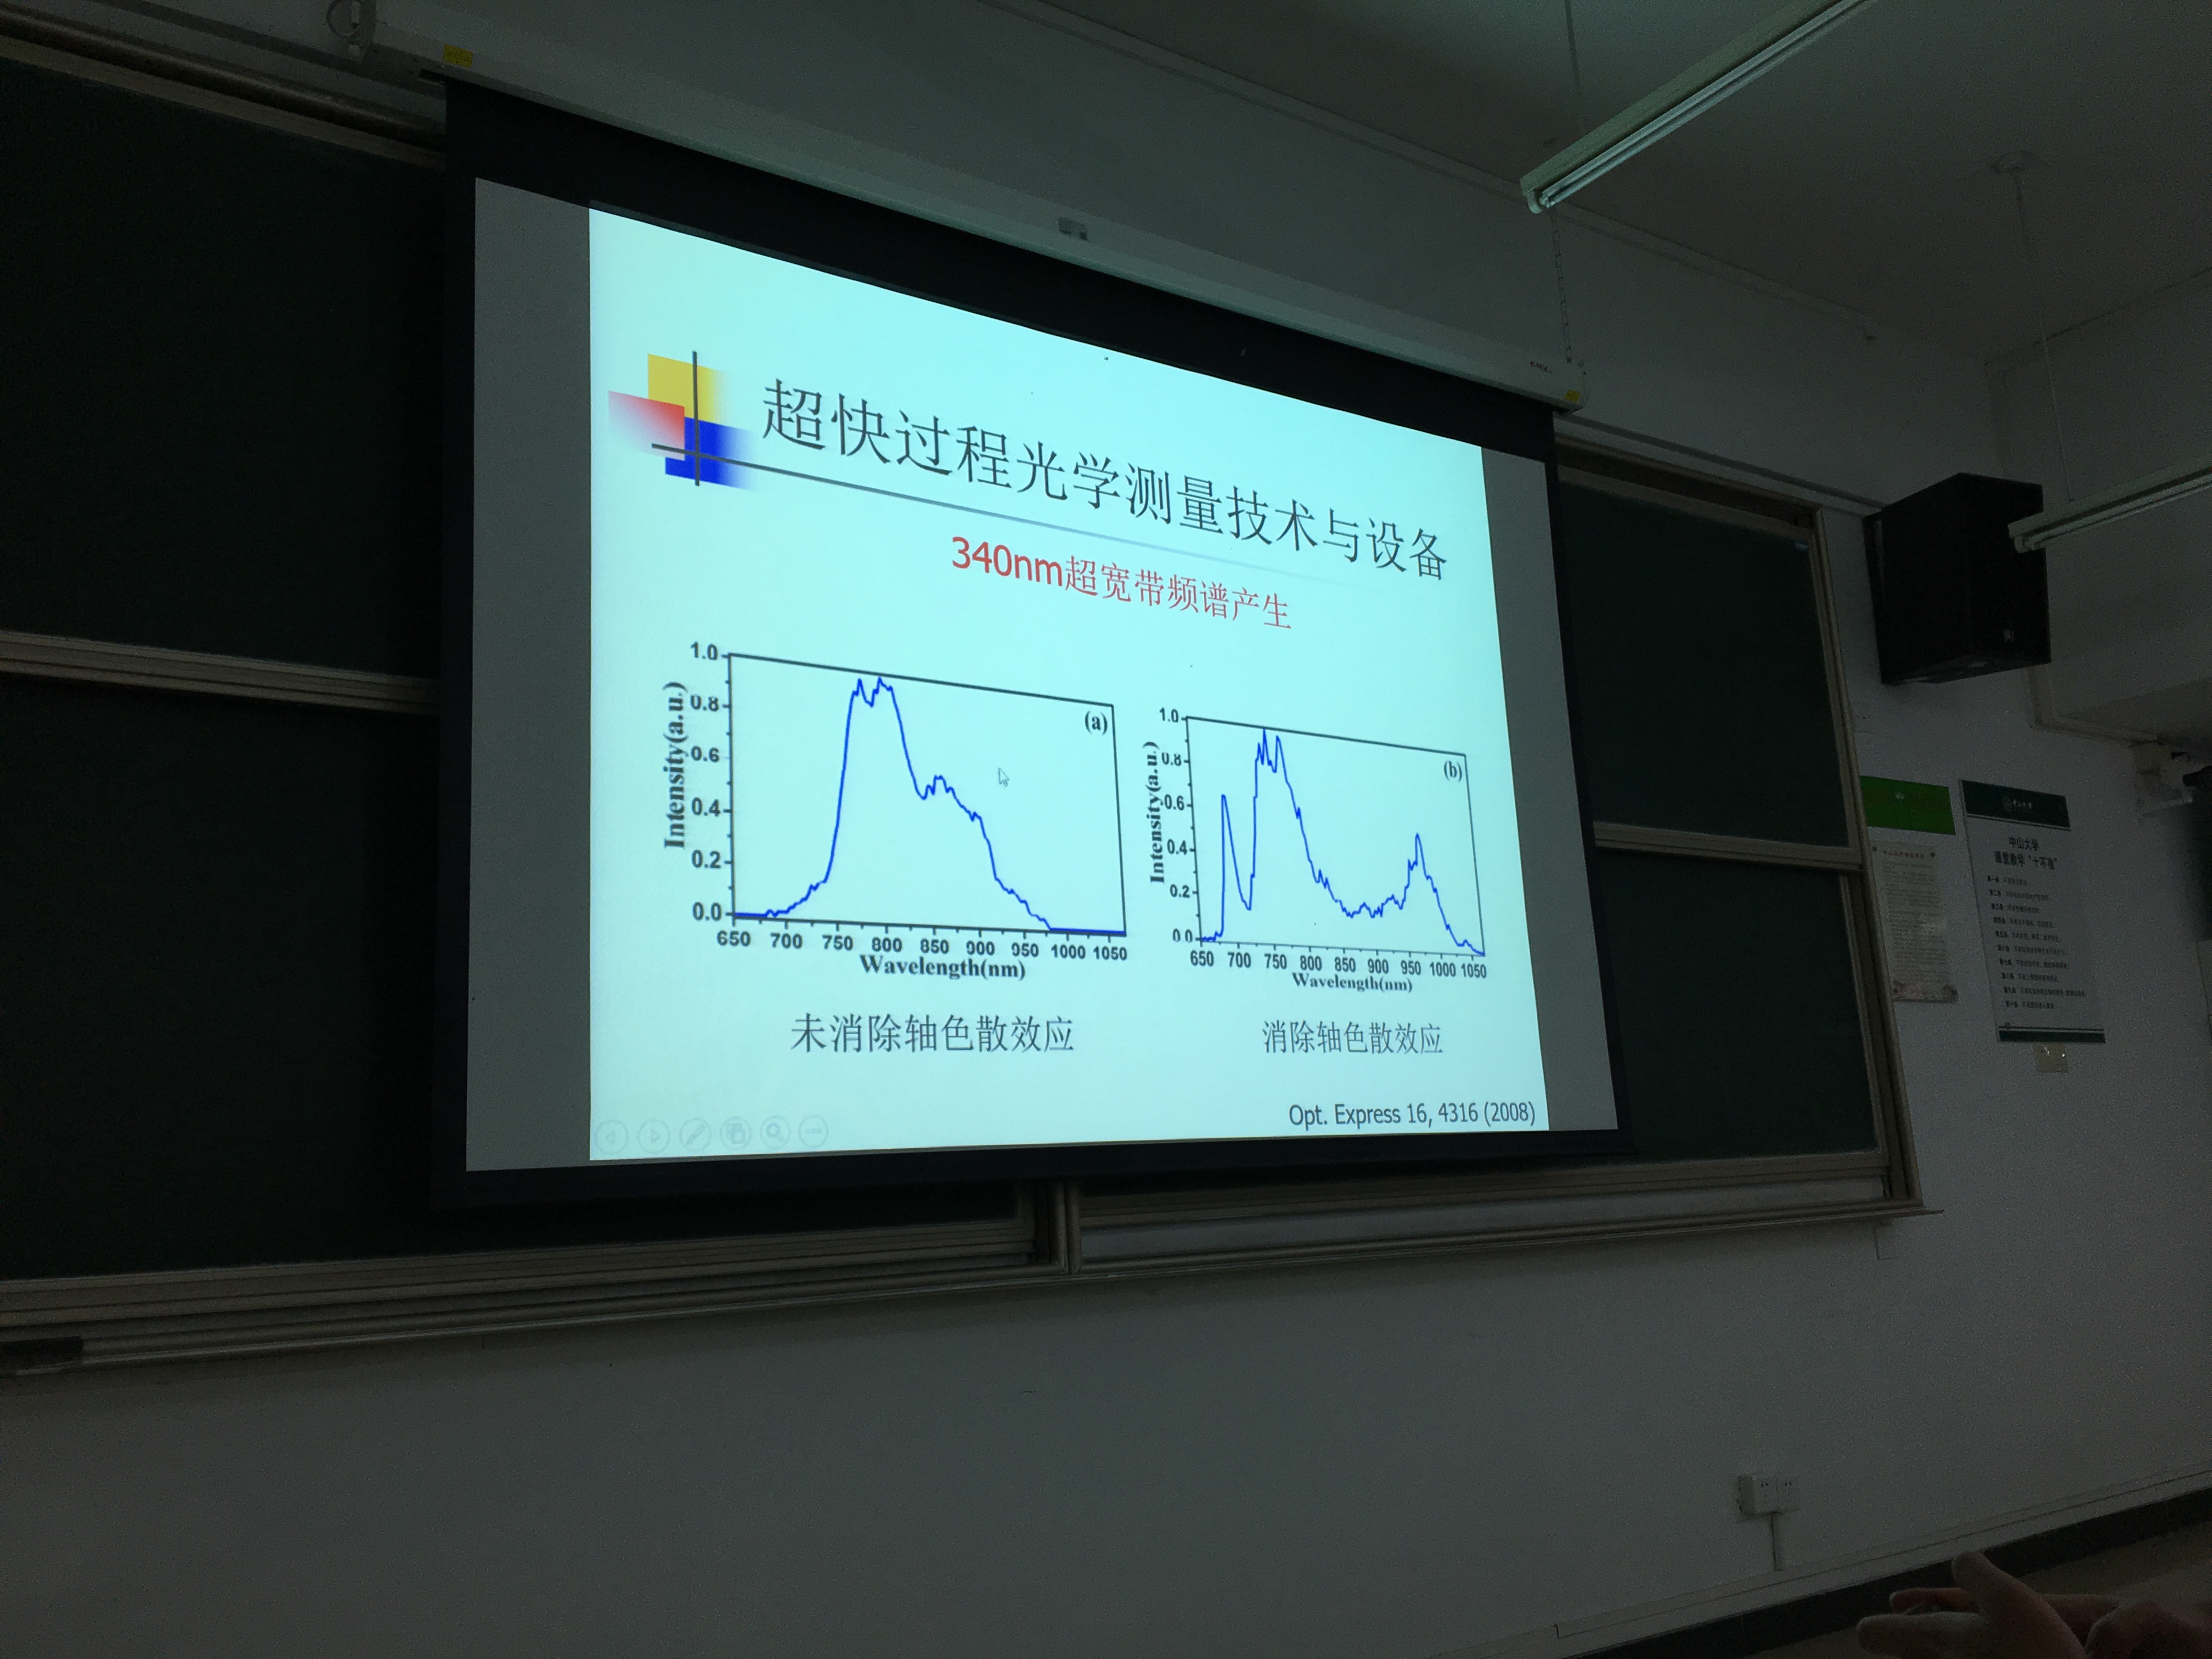 超快过程光学测量技术与设备
340nm超宽带频谱产生
1.0
0.8
0.6
0.4
0.2
0.0
Intensity(a.u.)
(a)
650 700 750 800 850 900 950 1000 1050
Wavelength(nm)
未消除轴色散效应
1.0
0.8
0.6
0.4
0.2
0.0
Intensity(a.u.)
(b)
650 700 750 800 850 900 950 1000 1050
Wavelength(nm)
消除轴色散效应
Opt. Express 16, 4316 (2008)
中山大学
课堂教学“十不准”